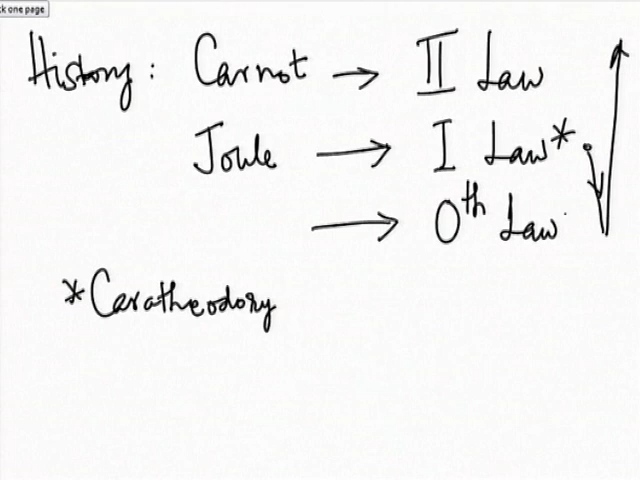 ck one page
History: Carnot → II Law
Joule → I Law*
→ 0th Law
*Caratheodory